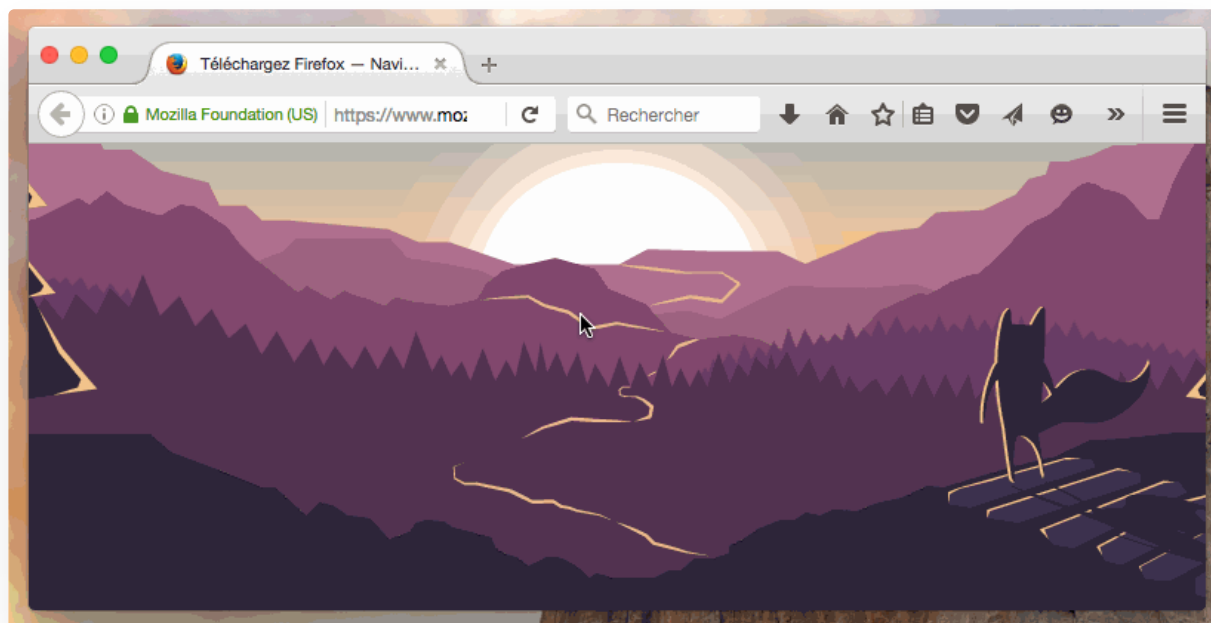 Téléchargez Firefox — Navi...
Mozilla Foundation (US) https://www.moz Rechercher